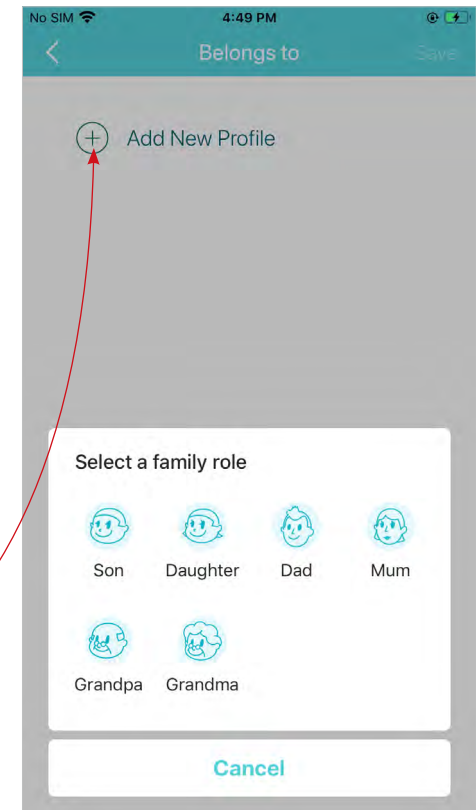 No SIM 4:49 PM
Belongs to Save
Add New Profile
Select a family role
Son Daughter Dad Mum
Grandpa Grandma
Cancel